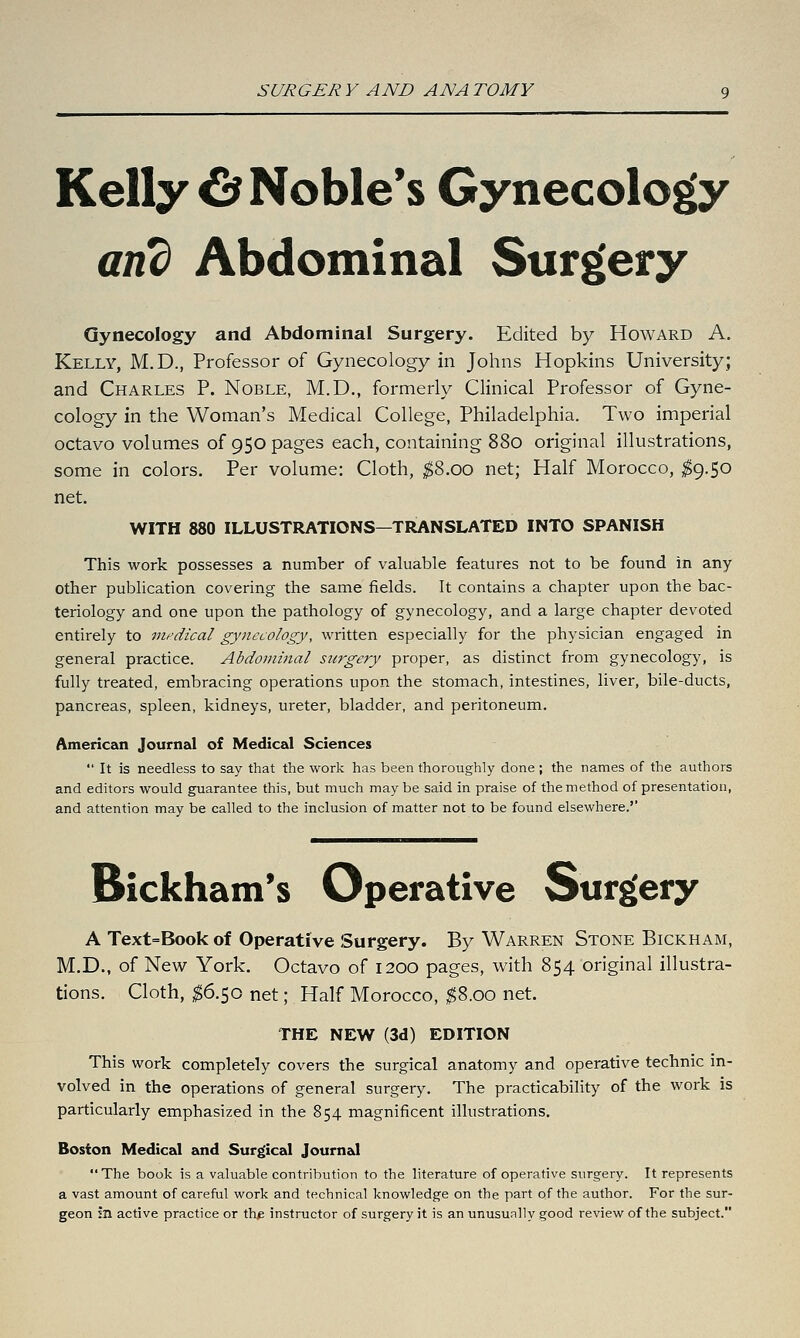 SURGERY AND ANATOMY 9
Kelly & Noble's Gynecology
and Abdominal Surgery
Gynecology and Abdominal Surgery. Edited by HOWARD A.
KELLY, M.D., Professor of Gynecology in Johns Hopkins University;
and CHARLES P. NOBLE, M.D., formerly Clinical Professor of Gyne-
cology in the Woman's Medical College, Philadelphia. Two imperial
octavo volumes of 950 pages each, containing 880 original illustrations,
some in colors. Per volume: Cloth, $8.00 net; Half Morocco, $9.50
net.
WITH 880 ILLUSTRATIONS—TRANSLATED INTO SPANISH
This work possesses a number of valuable features not to be found in any
other publication covering the same fields. It contains a chapter upon the bac-
teriology and one upon the pathology of gynecology, and a large chapter devoted
entirely to medical gynecology, written especially for the physician engaged in
general practice. Abdominal surgery proper, as distinct from gynecology, is
fully treated, embracing operations upon the stomach, intestines, liver, bile-ducts,
pancreas, spleen, kidneys, ureter, bladder, and peritoneum.
American Journal of Medical Sciences
"It is needless to say that the work has been thoroughly done; the names of the authors
and editors would guarantee this, but much may be said in praise of the method of presentation,
and attention may be called to the inclusion of matter not to be found elsewhere."
Bickham's Operative Surgery
A Text=Book of Operative Surgery. By WARREN STONE BICKHAM,
M.D., of New York. Octavo of 1200 pages, with 854 original illustra-
tions. Cloth, $6.50 net; Half Morocco, $8.00 net.
THE NEW (3d) EDITION
This work completely covers the surgical anatomy and operative technic in-
volved in the operations of general surgery. The practicability of the work is
particularly emphasized in the 854 magnificent illustrations.
Boston Medical and Surgical Journal
"The book is a valuable contribution to the literature of operative surgery. It represents
a vast amount of careful work and technical knowledge on the part of the author. For the sur-
geon in active practice or the instructor of surgery it is an unusually good review of the subject."